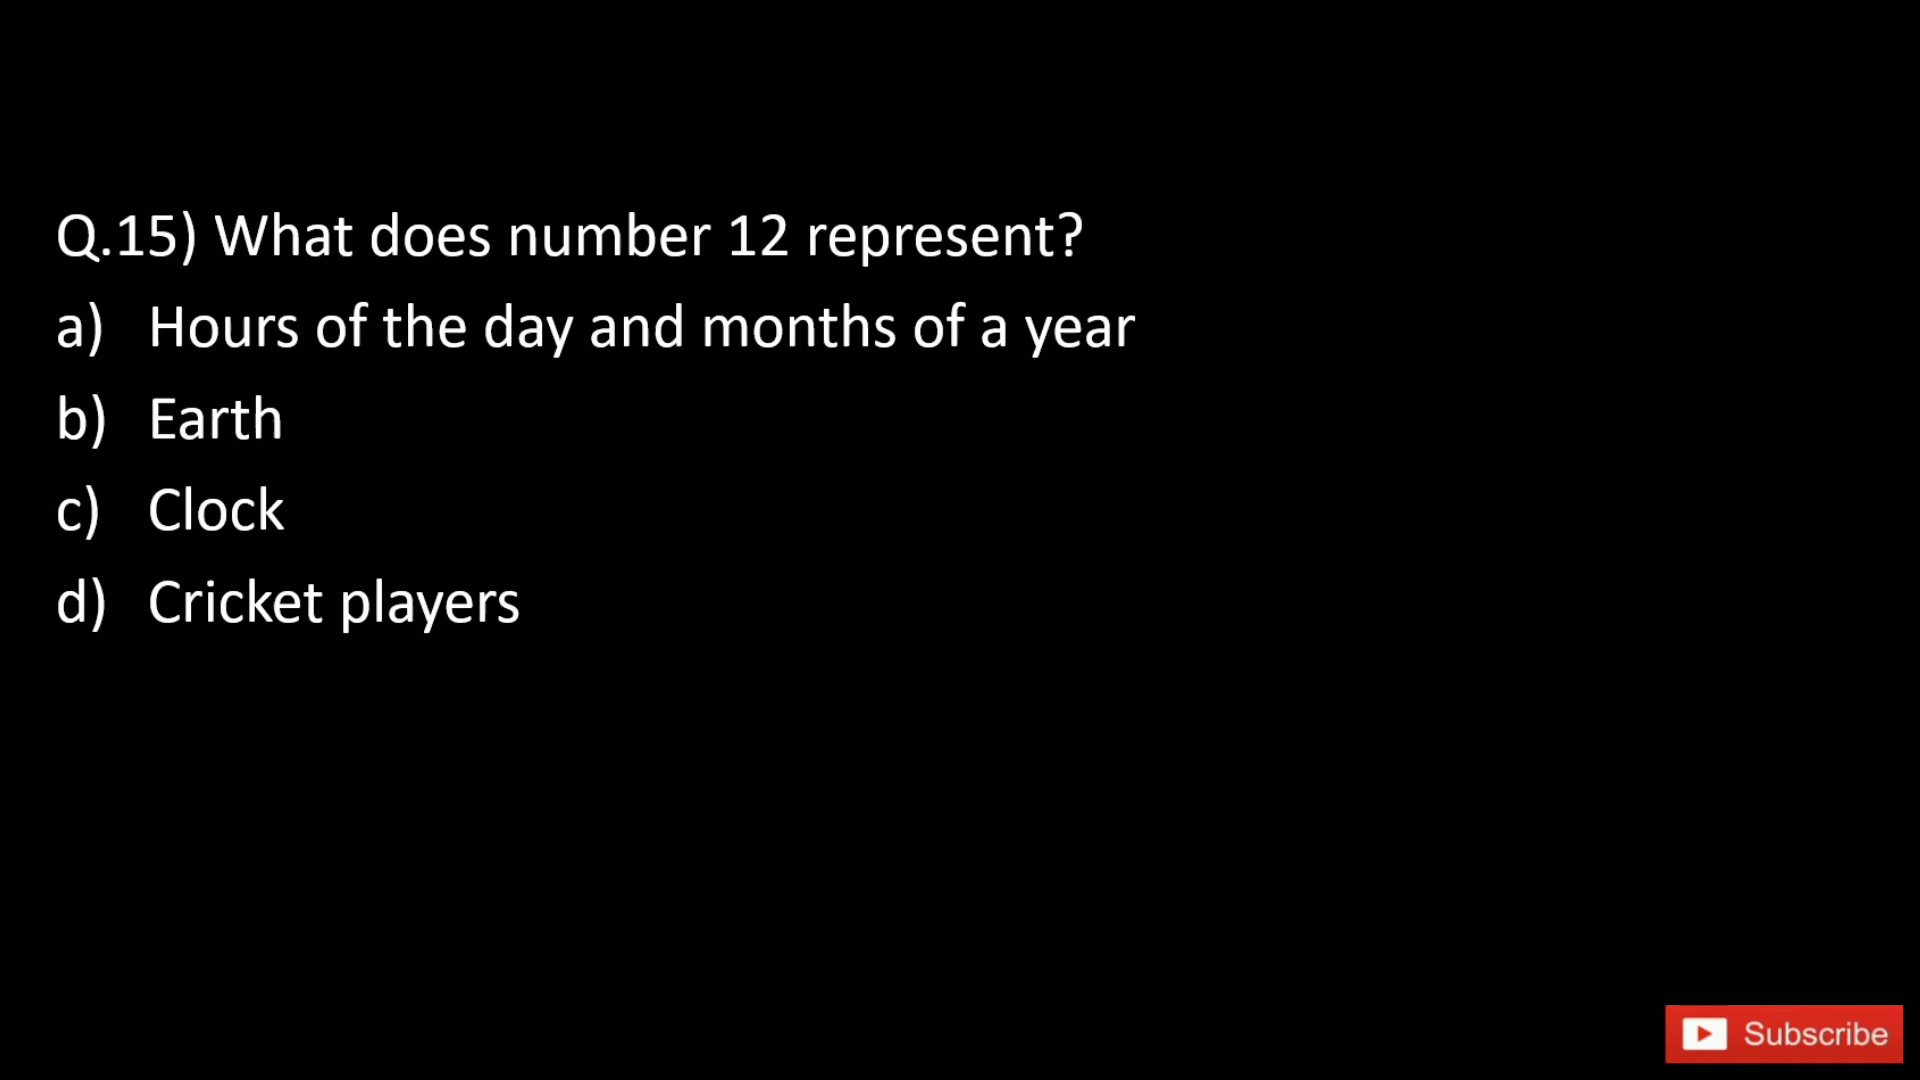 Q.15) What does number 12 represent?
a) Hours of the day and months of a year
b) Earth
c) Clock
d) Cricket players
Subscribe